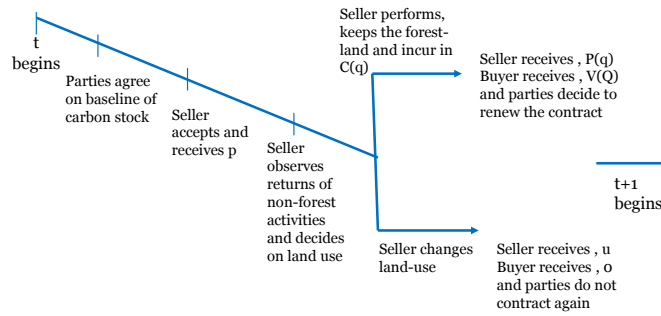 t
begins
Parties agree
on baseline of
carbon stock
Seller
accepts and
receives p
Seller
observes
returns of
non-forest
activities
and decides
on land use
Seller performs,
keeps the forest-
land and incur in
C(q)
Seller receives , P(q)
Buyer receives , V(Q)
and parties decide to
renew the contract
Seller changes
land-use
Seller receives , u
Buyer receives , 0
and parties do not
contract again
t+1
begins